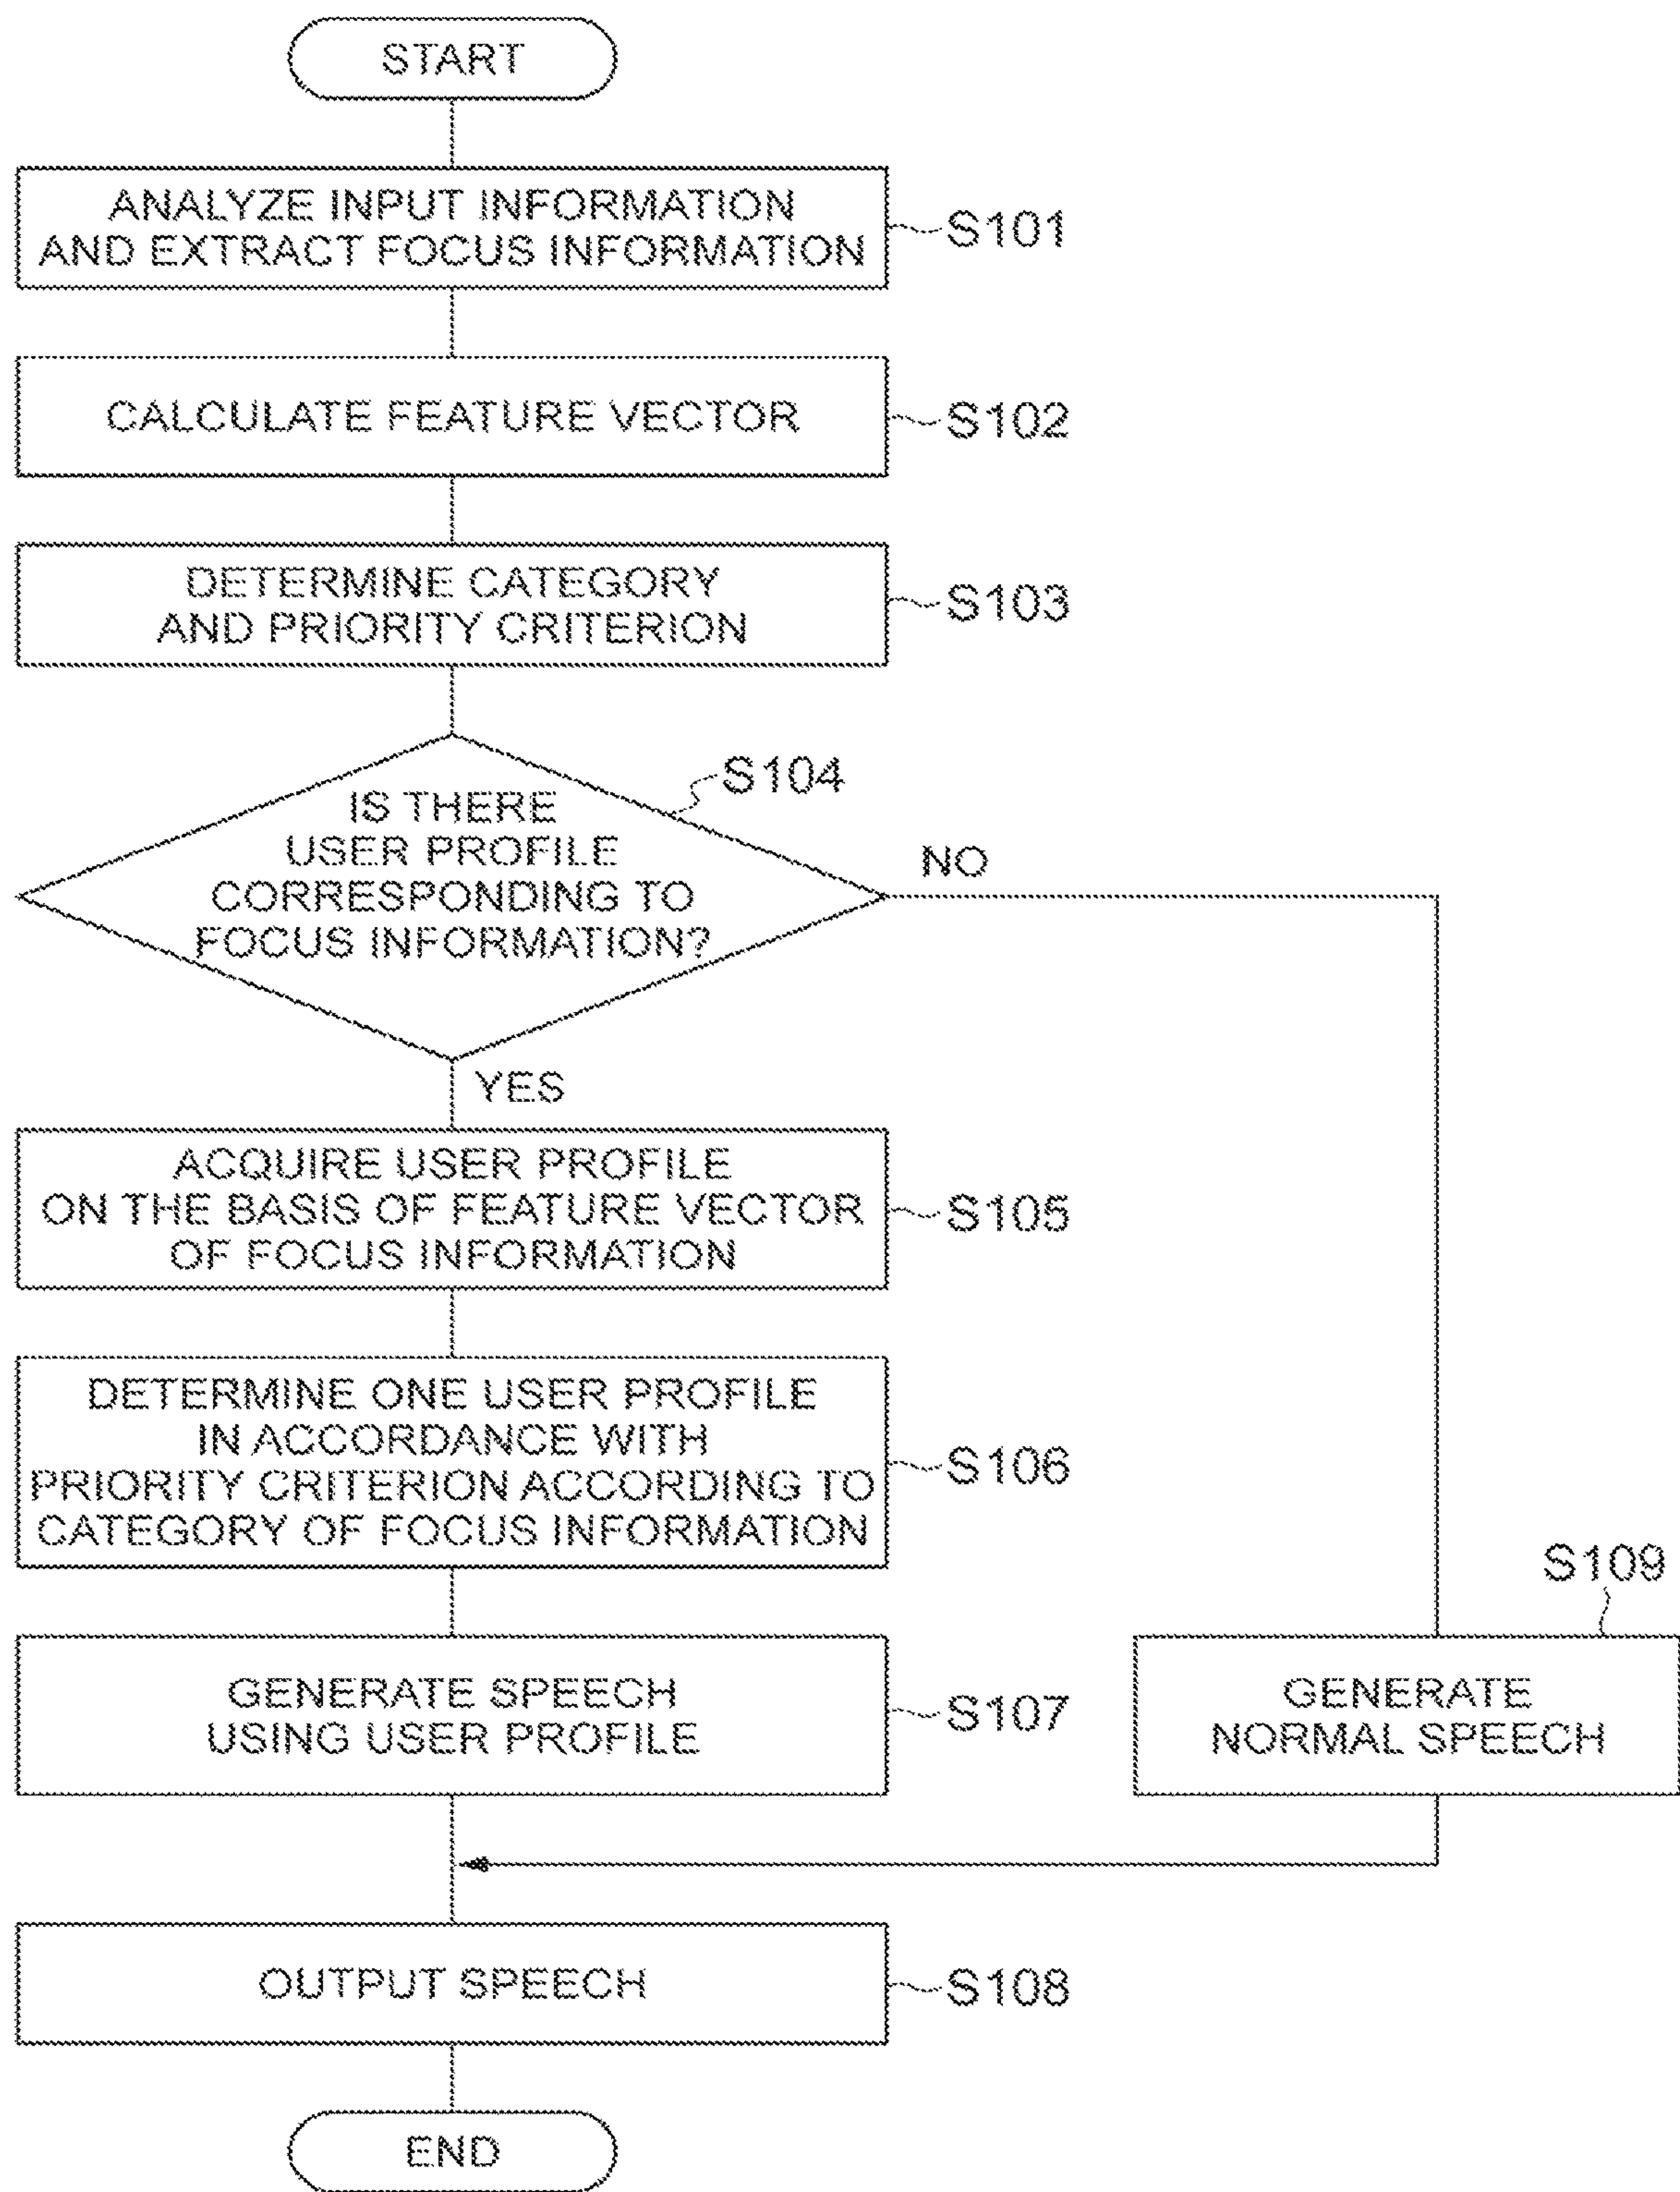 START
ANALYZE INPUT INFORMATION
AND EXTRACT FOCUS INFORMATION
S101
CALCULATE FEATURE VECTOR
S102
DETERMINE CATEGORY
AND PRIORITY CRITERION
S103
S104
IS THERE
USER PROFILE
CORRESPONDING TO
FOCUS INFORMATION?
NO
YES
ACQUIRE USER PROFILE
ON THE BASIS OF FEATURE VECTOR
OF FOCUS INFORMATION
S105
DETERMINE ONE USER PROFILE
IN ACCORDANCE WITH
PRIORITY CRITERION ACCORDING TO
CATEGORY OF FOCUS INFORMATION
S106
GENERATE SPEECH
USING USER PROFILE
S107
S109
GENERATE
NORMAL SPEECH
OUTPUT SPEECH
S108
END